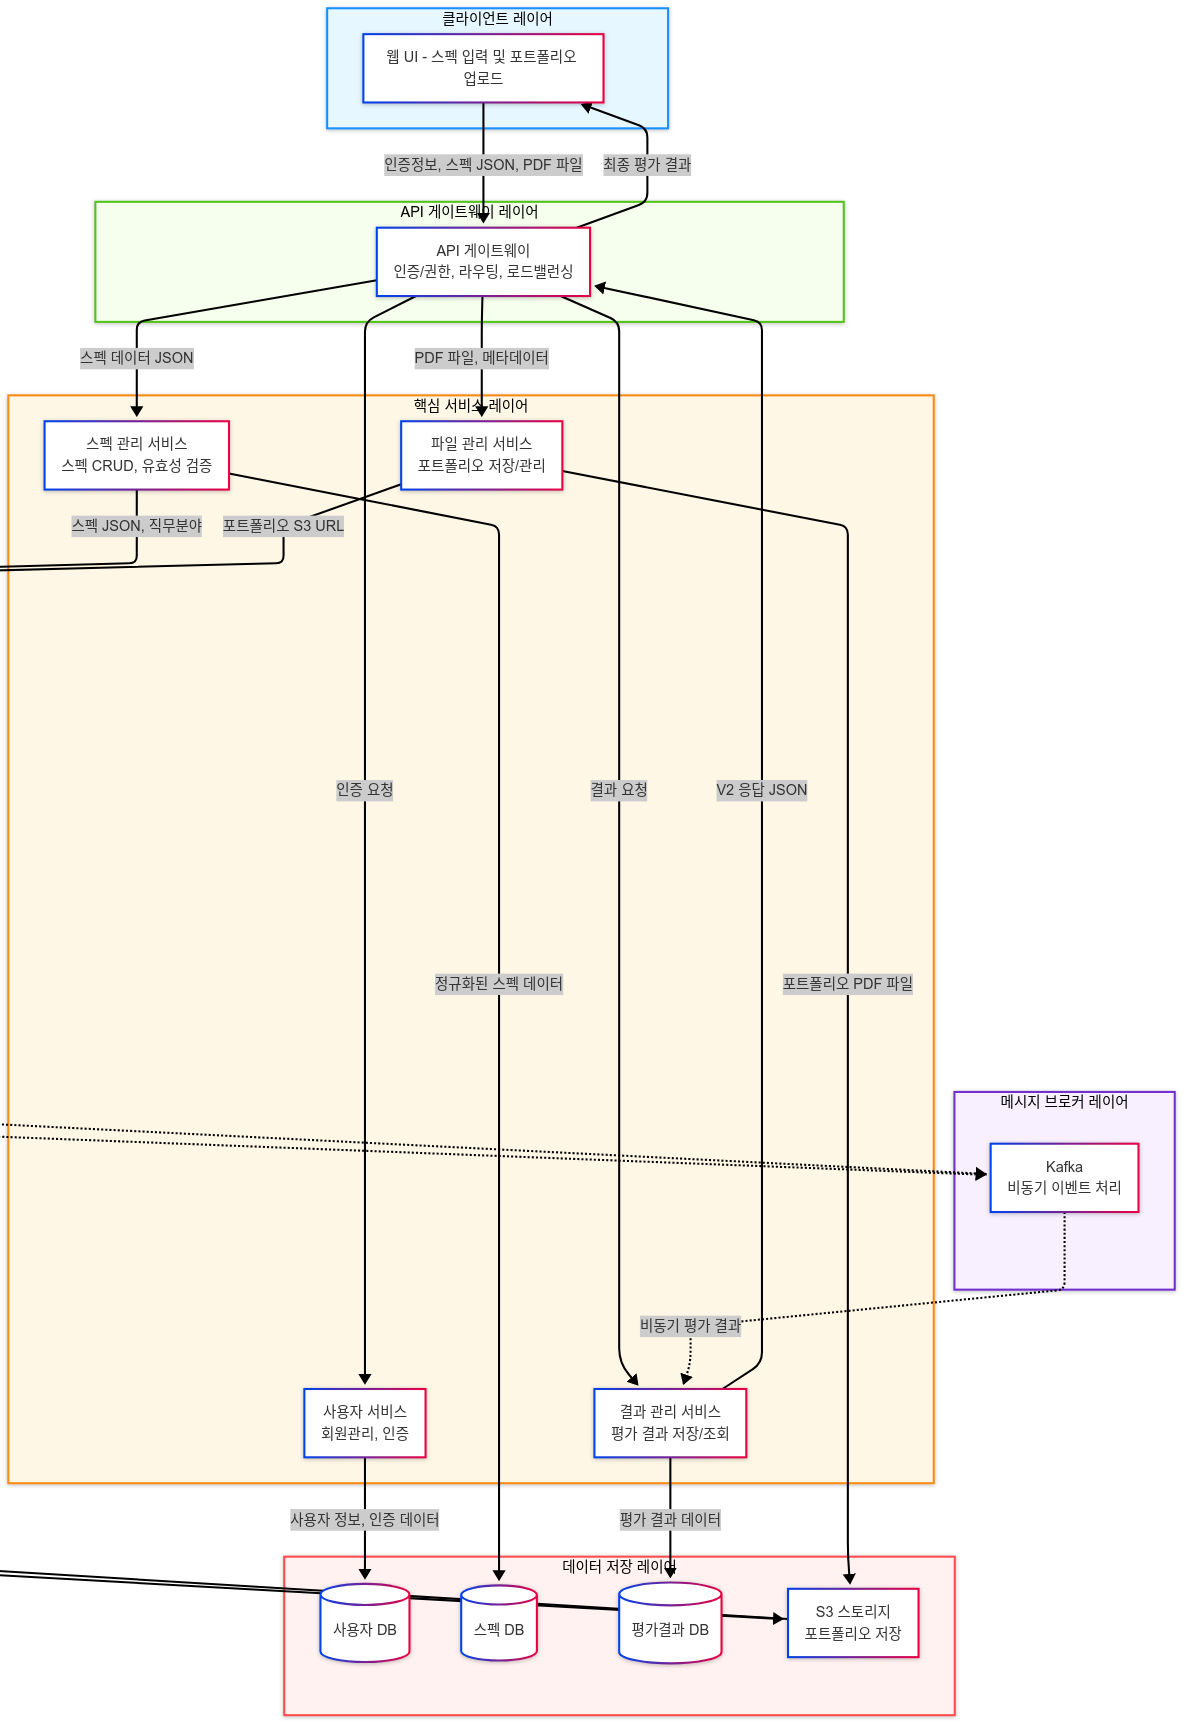 클라이언트 레이어
웹 UI - 스펙 입력 및 포트폴리오
업로드
인증정보, 스펙 JSON, PDF 파일
최종 평가 결과
API 게이트웨이 레이어
API 게이트웨이
인증/권한, 라우팅, 로드밸런싱
스펙 데이터 JSON
PDF 파일, 메타데이터
핵심 서비스 레이어
스펙 관리 서비스
스펙 CRUD, 유효성 검증
파일 관리 서비스
포트폴리오 저장/관리
스펙 JSON, 직무분야
포트폴리오 S3 URL
인증 요청
결과 요청
V2 응답 JSON
정규화된 스펙 데이터
포트폴리오 PDF 파일
메시지 브로커 레이어
Kafka
비동기 이벤트 처리
비동기 평가 결과
사용자 서비스
회원관리, 인증
결과 관리 서비스
평가 결과 저장/조회
사용자 정보, 인증 데이터
평가 결과 데이터
데이터 저장 레이어
사용자 DB
스펙 DB
평가결과 DB
S3 스토리지
포트폴리오 저장